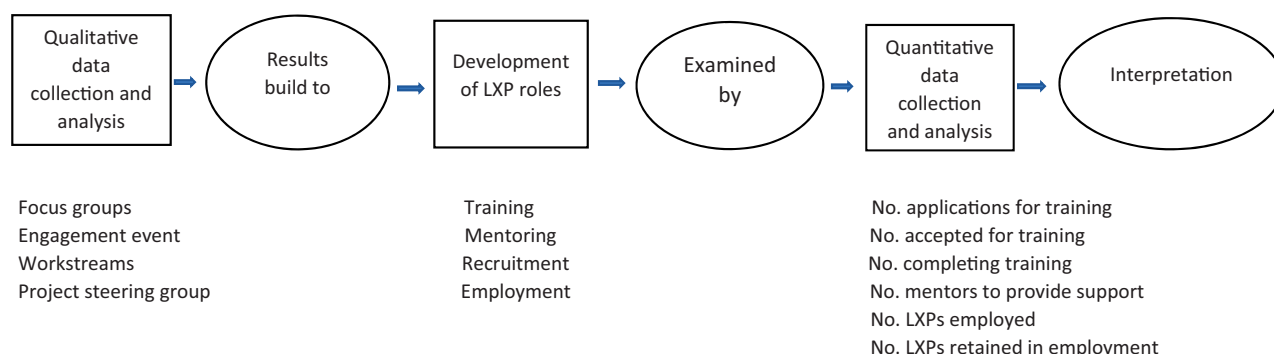 Qualitative
data
collection and
analysis
Results
build to
Development
of LXP roles
Examined
by
Quantitative
data
collection
and analysis
Interpretation
Focus groups
Engagement event
Workstreams
Project steering group
Training
Mentoring
Recruitment
Employment
No. applications for training
No. accepted for training
No. completing training
No. mentors to provide support
No. LXPs employed
No. LXPs retained in employment